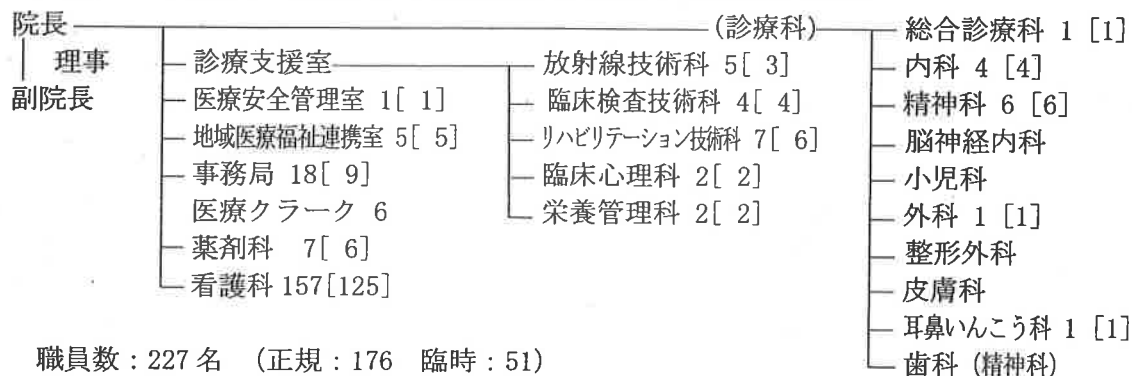 院長 (診療科) 総合診療科 1 [1]
理事 診療支援室 放射線技術科 5[ 3] 内科 4 [4]
副院長 医療安全管理室 1[ 1] 臨床検査技術科 4[ 4] 精神科 6 [6]
地域医療福祉連携室 5[ 5] リハビリテーション技術科 7[ 6] 脳神経内科
事務局 18[ 9] 臨床心理科 2[ 2] 小児科
医療クラーク 6 栄養管理科 2[ 2] 外科 1 [1]
薬剤科 7[ 6] 整形外科
看護科 157[125] 皮膚科
耳鼻いんこう科 1 [1]
職員数：227名 (正規：176 臨時：51) 歯科 (精神科)